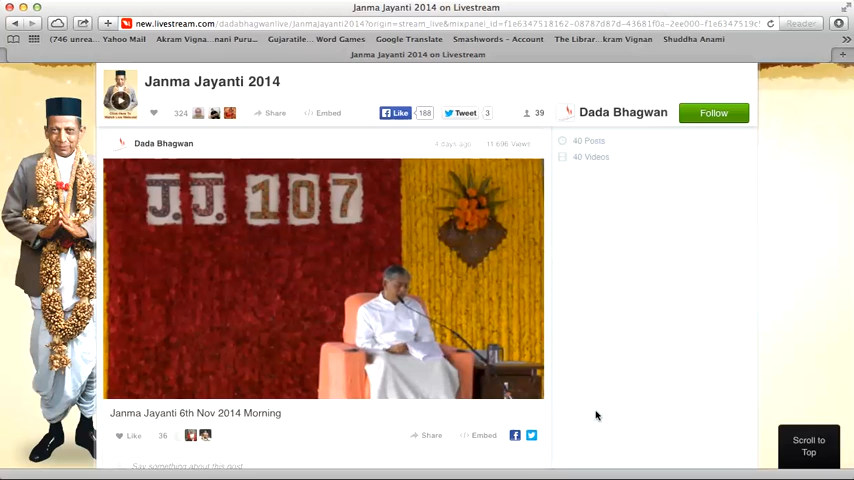 Janma Jayanti 2014 on Livestream
new.livestream.com/dadabhagwanlive/Janmajayanti2014?origin=stream_live&mixpanel_id=f1e6347518162-08787d87d-43681f0a-2ee000-f1e6347519c
Reader
(746 unrea... Yahoo Mail Akram Vigna...nani Puru... Gujaratile... Word Games Google Translate Smashwords - Account The Librar...kram Vignan Shuddha Anami
Janma Jayanti 2014 on Livestream
Janma Jayanti 2014
324 Share Embed Like 188 Tweet 3 39
Dada Bhagwan
Follow
Dada Bhagwan
4 days ago 11 696 Views
40 Posts
40 Videos
J.J. 107
Janma Jayanti 6th Nov 2014 Morning
Like 36 Share Embed
Say something about this post
Scroll to
Top